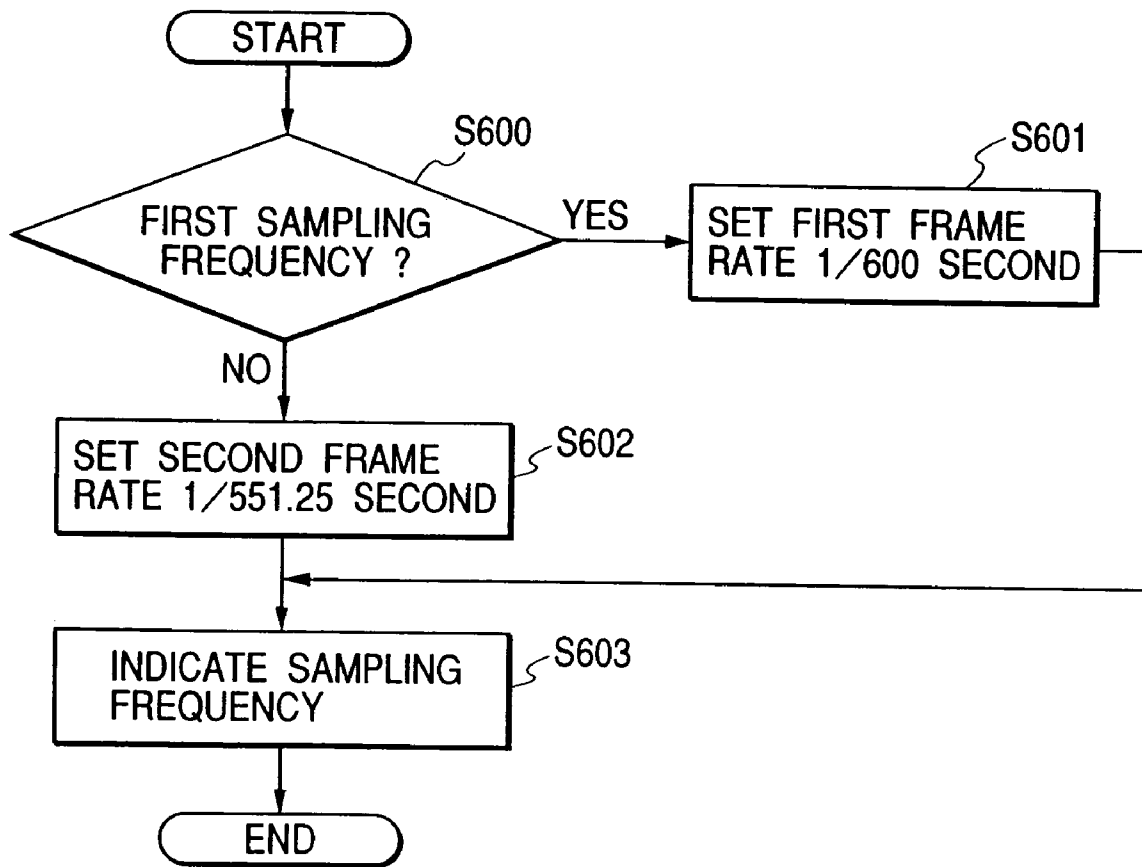 START
S600
FIRST SAMPLING
FREQUENCY ?
YES
S601
SET FIRST FRAME
RATE 1/600 SECOND
NO
S602
SET SECOND FRAME
RATE 1/551.25 SECOND
S603
INDICATE SAMPLING
FREQUENCY
END